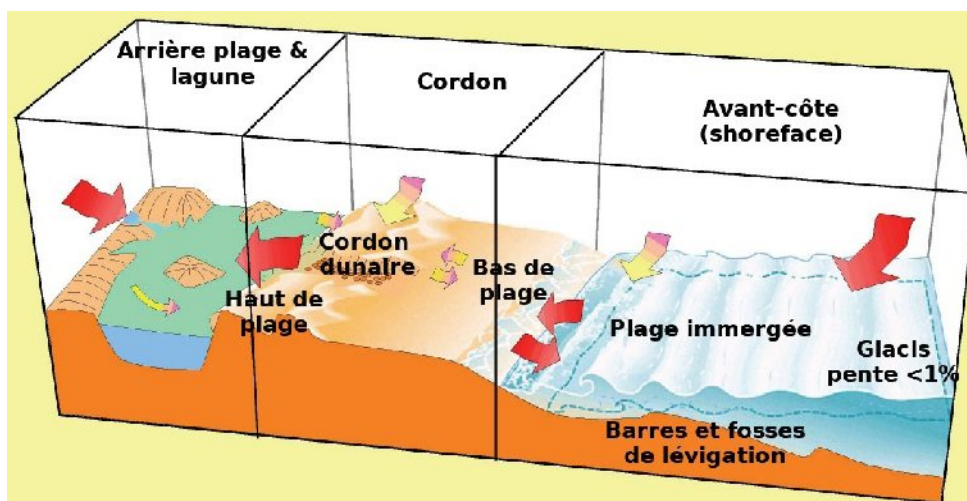 Arrière plage &
lagune
Cordon
Avant-côte
(shoreface)
Cordon
dunalre
Haut de
plage
Bas de
plage
Plage immergée
Glacis
pente <1%
Barres et fosses
de lévigation